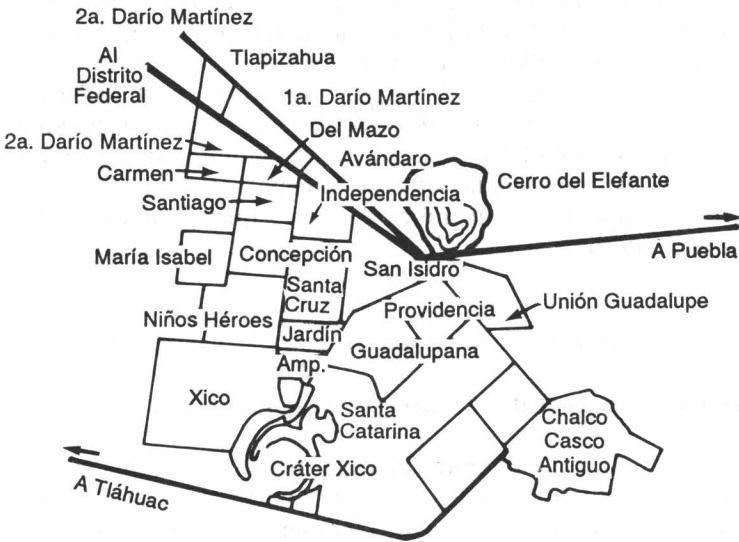 2a. Darío Martínez
Al
Distrito
Federal
Tlapizahua
1a. Darío Martínez
2a. Darío Martínez
Del Mazo
Avándaro
Carmen
Independencia
Cerro del Elefante
Santiago
María Isabel
Concepción
San Isidro
A Puebla
Santa
Cruz
Providencia
Unión Guadalupe
Niños Héroes
Jardín
Guadalupana
Amp.
Xico
Santa
Catarina
Chalco
Casco
Antiguo
Cráter Xico
A Tláhuac